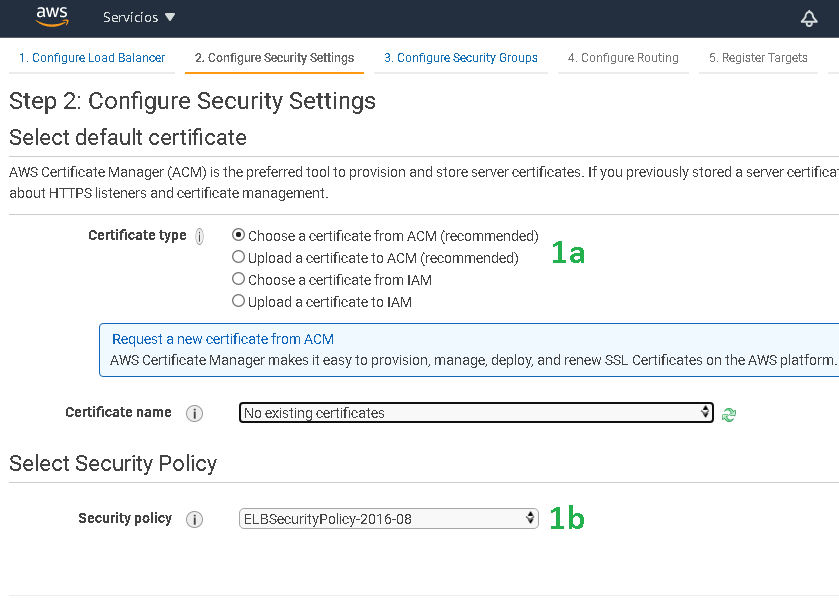 aws Servicios
1. Configure Load Balancer 2. Configure Security Settings 3. Configure Security Groups 4. Configure Routing 5. Register Targets
Step 2: Configure Security Settings
Select default certificate
AWS Certificate Manager (ACM) is the preferred tool to provision and store server certificates. If you previously stored a server certificat
about HTTPS listeners and certificate management.
Certificate type i Choose a certificate from ACM (recommended)
Upload a certificate to ACM (recommended) 1a
Choose a certificate from IAM
Upload a certificate to IAM
Request a new certificate from ACM
AWS Certificate Manager makes it easy to provision, manage, deploy, and renew SSL Certificates on the AWS platform.
Certificate name i No existing certificates
Select Security Policy
Security policy i ELBSecurityPolicy-2016-08 1b